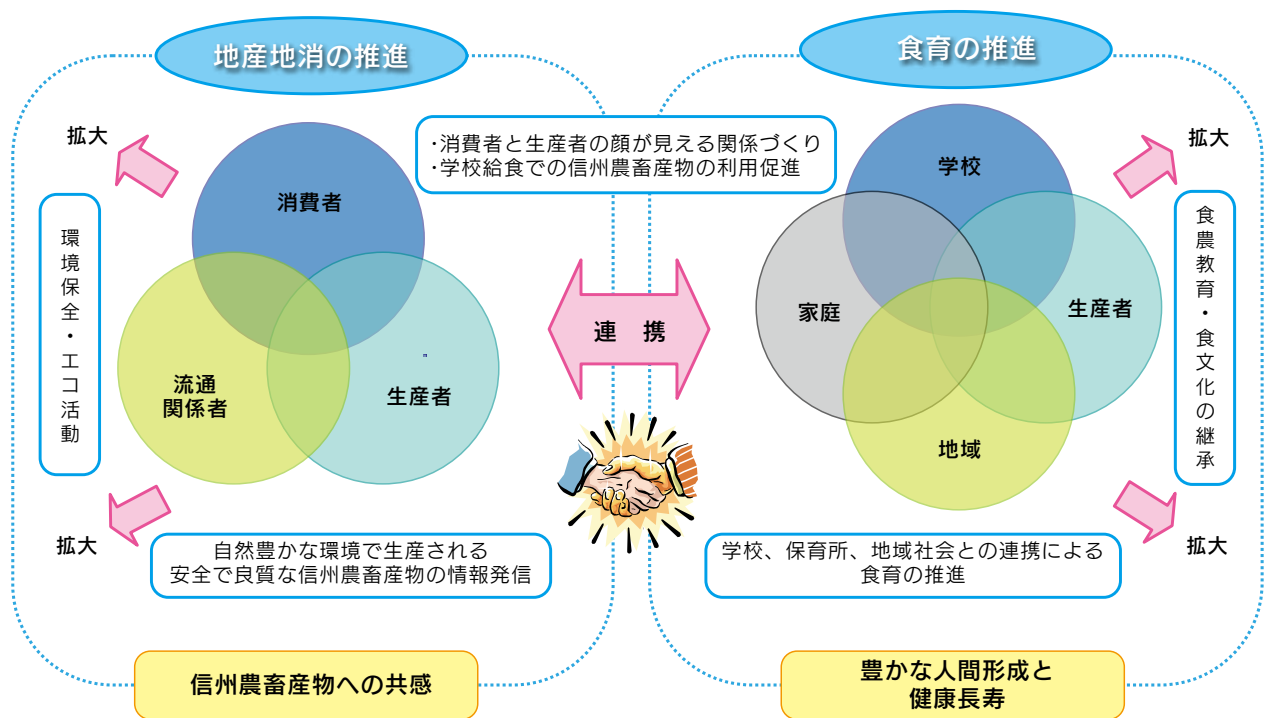 地産地消の推進
食育の推進
・消費者と生産者の顔が見える関係づくり
・学校給食での信州農畜産物の利用促進
拡大
消費者
環境保全・エコ活動
流通
関係者
生産者
拡大
自然豊かな環境で生産される
安全で良質な信州農畜産物の情報発信
信州農畜産物への共感
連 携
学校
家庭
生産者
地域
拡大
食農教育・食文化の継承
拡大
学校、保育所、地域社会との連携による
食育の推進
豊かな人間形成と
健康長寿